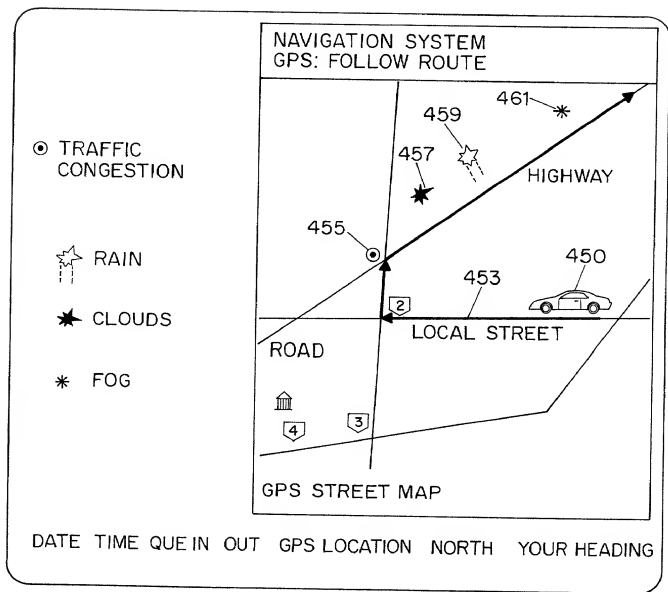 NAVIGATION SYSTEM
GPS: FOLLOW ROUTE
461
459
TRAFFIC
CONGESTION
457
HIGHWAY
455
450
RAIN
453
2
CLOUDS
LOCAL STREET
ROAD
FOG
3
4
GPS STREET MAP
DATE TIME QUE IN OUT GPS LOCATION NORTH YOUR HEADING